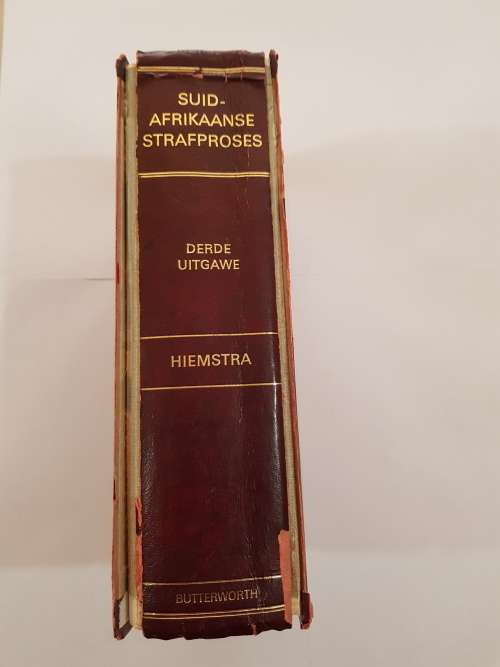 SUID-
AFRIKAANSE
STRAFPROSES
DERDE
UITGAWE
HIEMSTRA
BUTTERWORTH